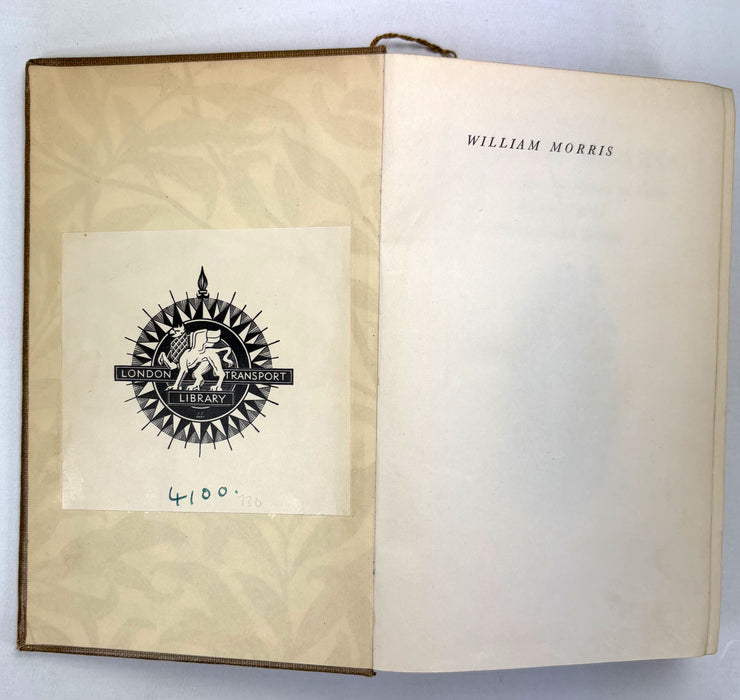 LONDON TRANSPORT
LIBRARY
4100.
WILLIAM MORRIS